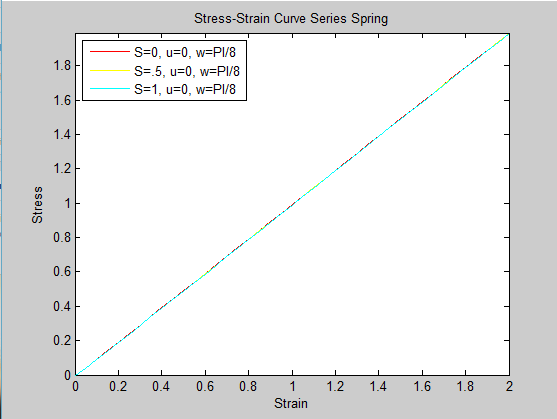 Stress-Strain Curve Series Spring
S=0, u=0, w=PI/8
S=.5, u=0, w=PI/8
S=1, u=0, w=PI/8
1.8
1.6
1.4
1.2
1
0.8
0.6
0.4
0.2
0
Stress
0 0.2 0.4 0.6 0.8 1 1.2 1.4 1.6 1.8 2
Strain